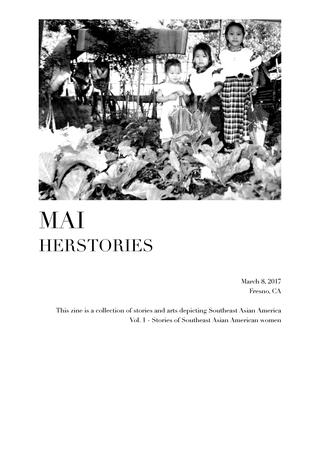 MAI
HERSTORIES
March 8, 2017
Fresno, CA
This zine is a collection of stories and arts depicting Southeast Asian America
Vol. 1 - Stories of Southeast Asian American women